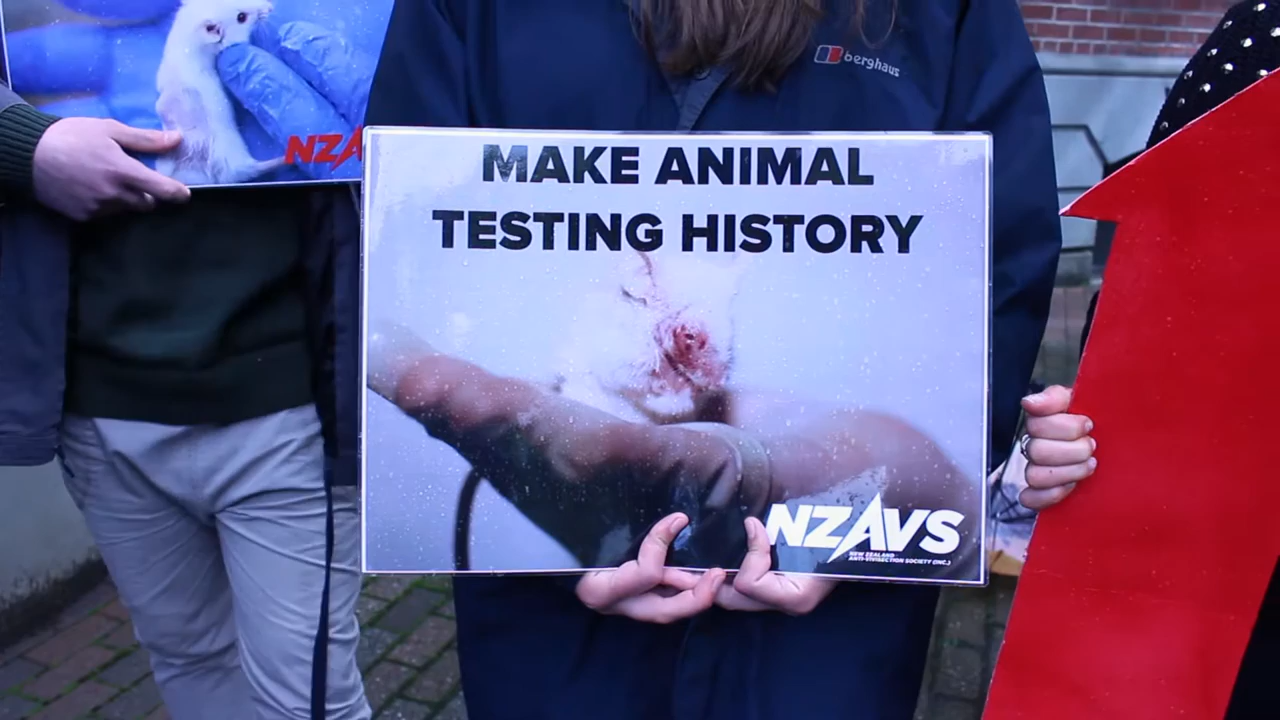 berghaus
NZA
MAKE ANIMAL
TESTING HISTORY
NZAVS
NEW ZEALAND
ANTI-VIVISECTION SOCIETY (INC.)